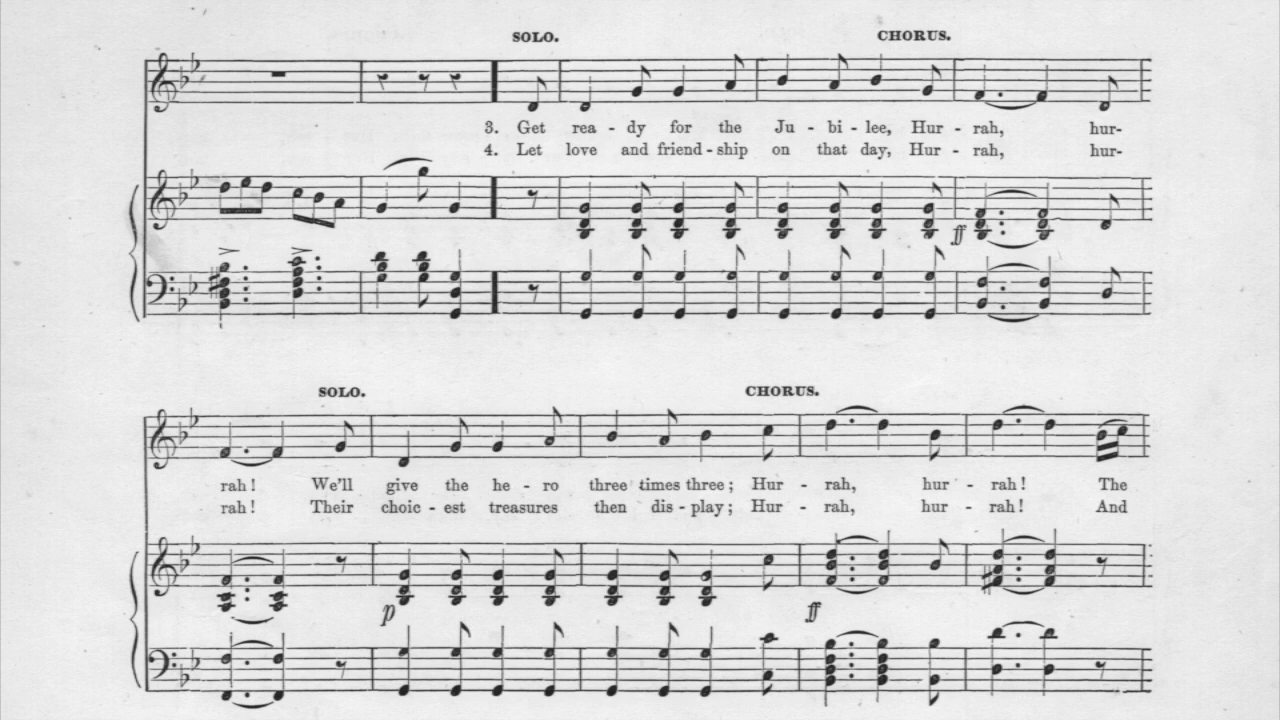 SOLO. CHORUS.
3. Get rea - dy for the Ju - bi - lee, Hur - rah, hur-
4. Let love and friend - ship on that day, Hur - rah, hur-
ff
SOLO. CHORUS.
rah! We'll give the he - ro three times three; Hur - rah, hur - rah! The
rah! Their choic - est treasures then dis - play; Hur - rah, hur - rah! And
p ff